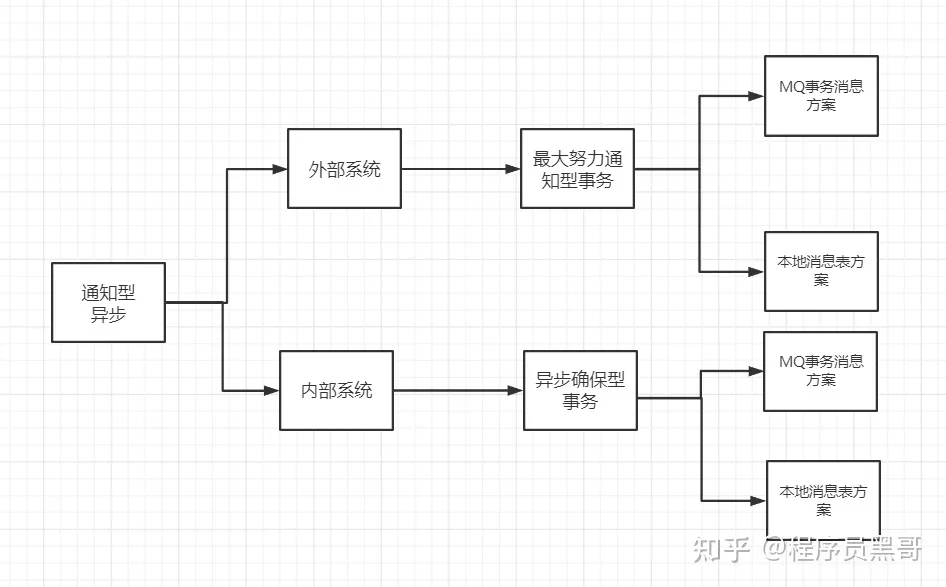 MQ事务消息
方案
外部系统
最大努力通
知型事务
本地消息表方
案
通知型
异步
MQ事务消息
方案
内部系统
异步确保型
事务
本地消息表方
案
知乎 @程序员黑哥